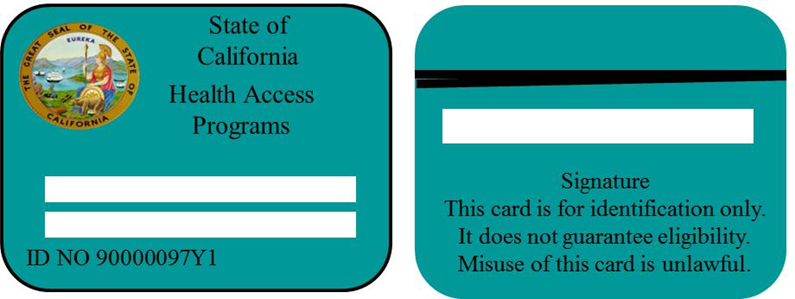 THE GREAT SEAL OF THE STATE OF CALIFORNIA
EUREKA
State of
California
Health Access
Programs
ID NO 90000097Y1
Signature
This card is for identification only.
It does not guarantee eligibility.
Misuse of this card is unlawful.